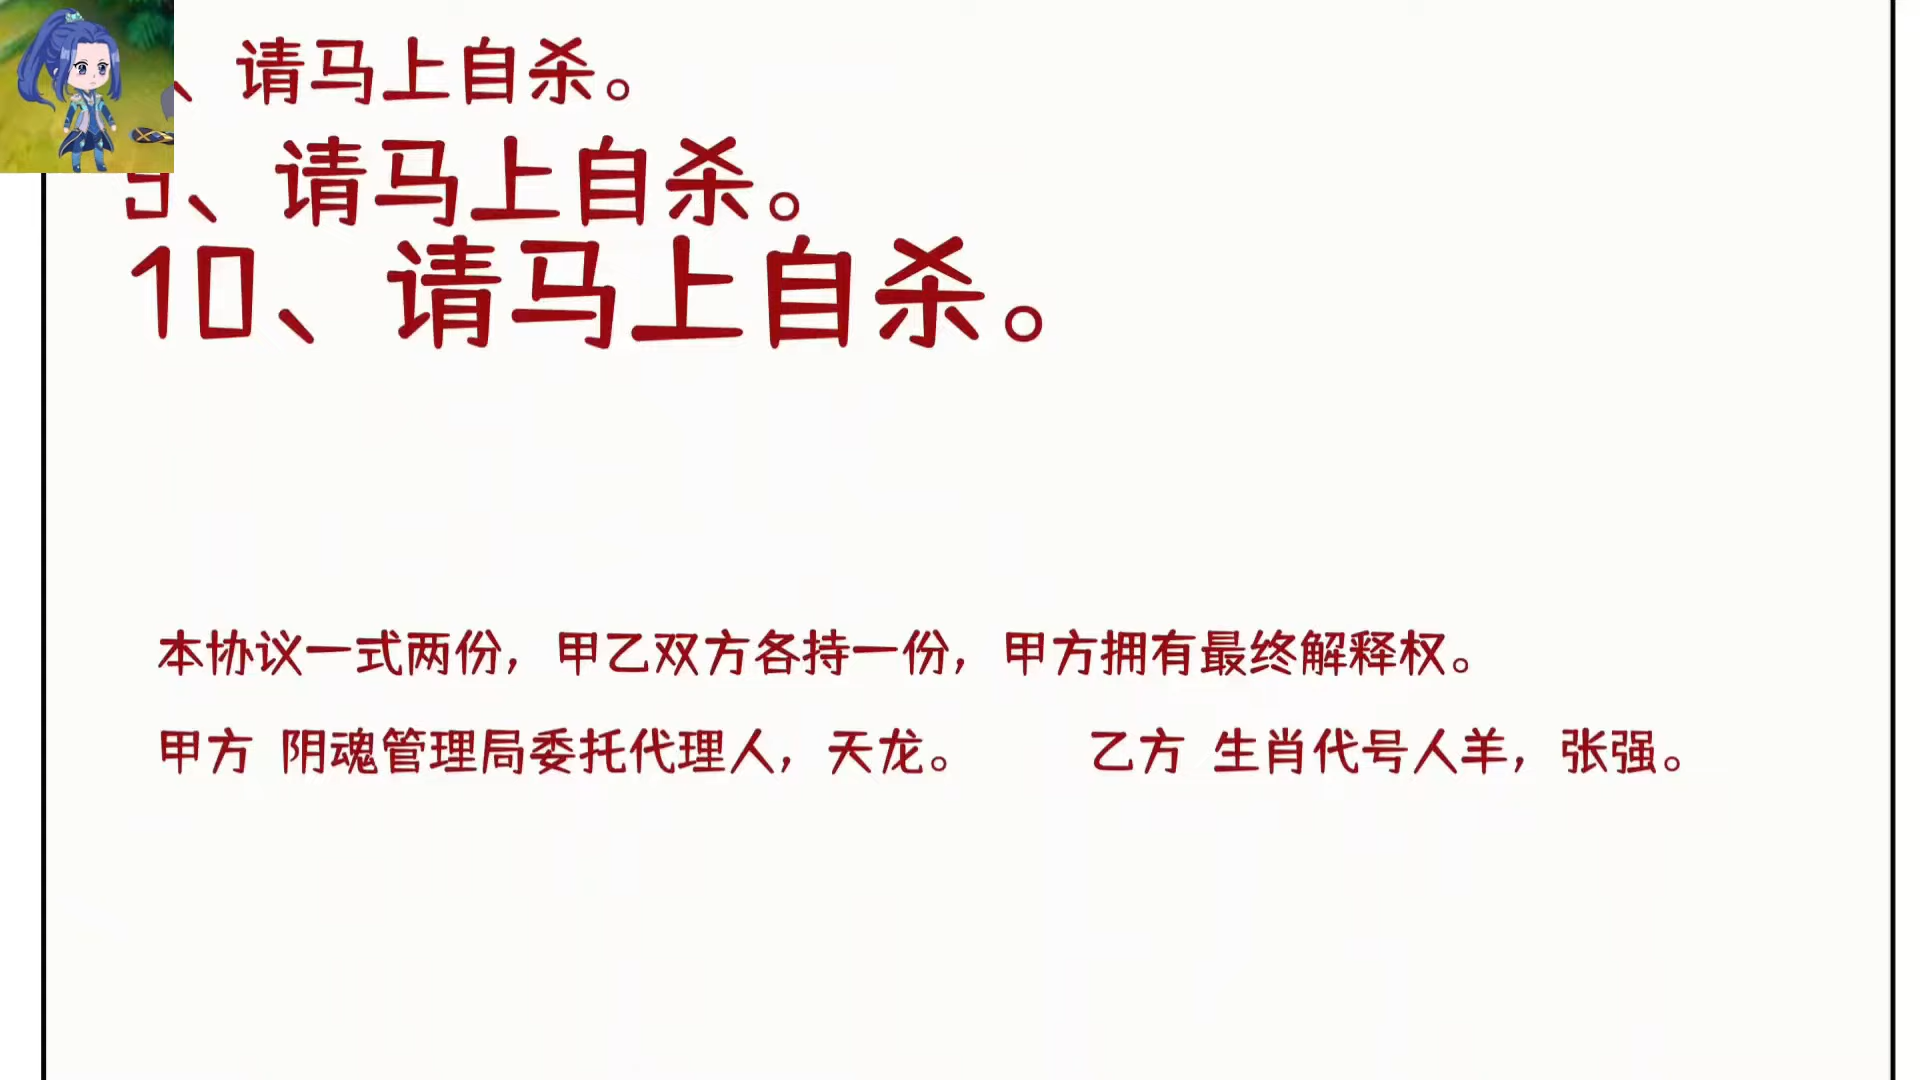 、请马上自杀。
9、请马上自杀。
10、请马上自杀。
本协议一式两份，甲乙双方各持一份，甲方拥有最终解释权。
甲方 阴魂管理局委托代理人，天龙。 乙方 生肖代号人羊，张强。